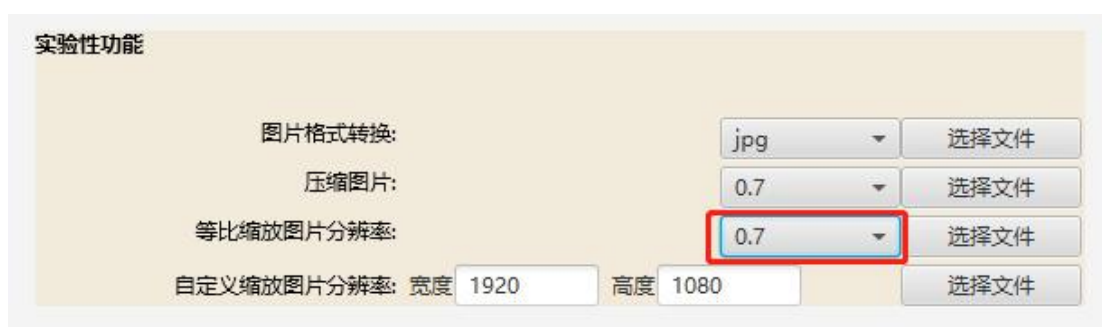 实验性功能
图片格式转换: jpg 选择文件
压缩图片: 0.7 选择文件
等比缩放图片分辨率: 0.7 选择文件
自定义缩放图片分辨率: 宽度 1920 高度 1080 选择文件